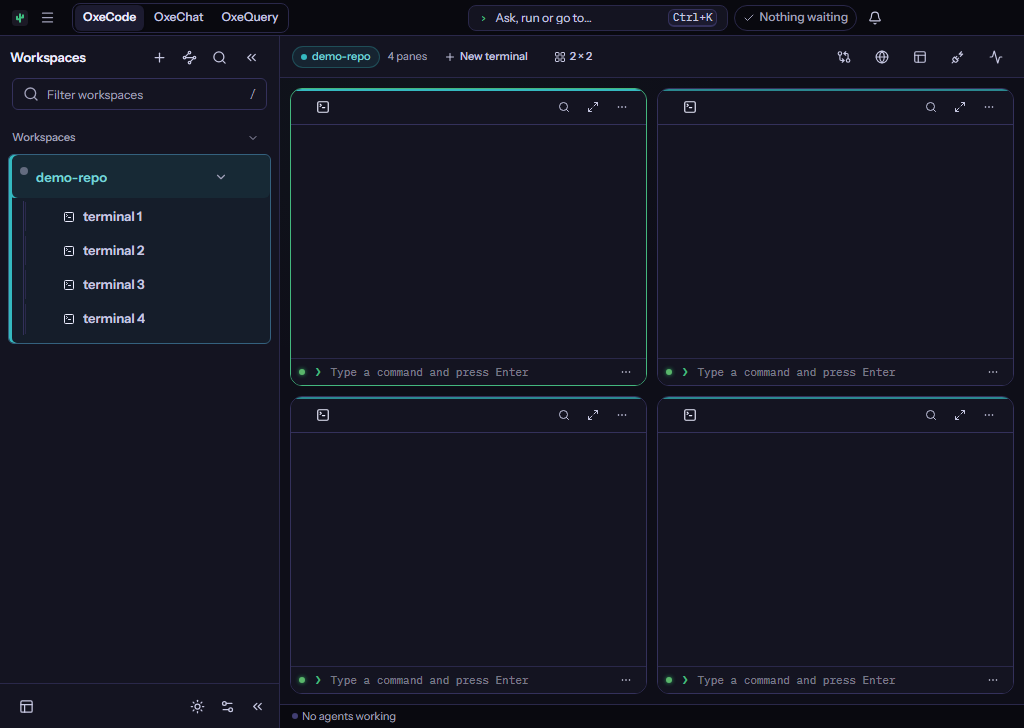 OxeCode OxeChat OxeQuery
Ask, run or go to... Ctrl+K
Nothing waiting
Workspaces
Filter workspaces /
Workspaces
demo-repo
terminal 1
terminal 2
terminal 3
terminal 4
demo-repo 4 panes New terminal 2×2
Type a command and press Enter
Type a command and press Enter
Type a command and press Enter
Type a command and press Enter
No agents working